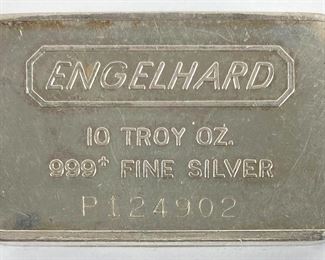 ENGELHARD
10 TROY OZ.
999+ FINE SILVER
P124902